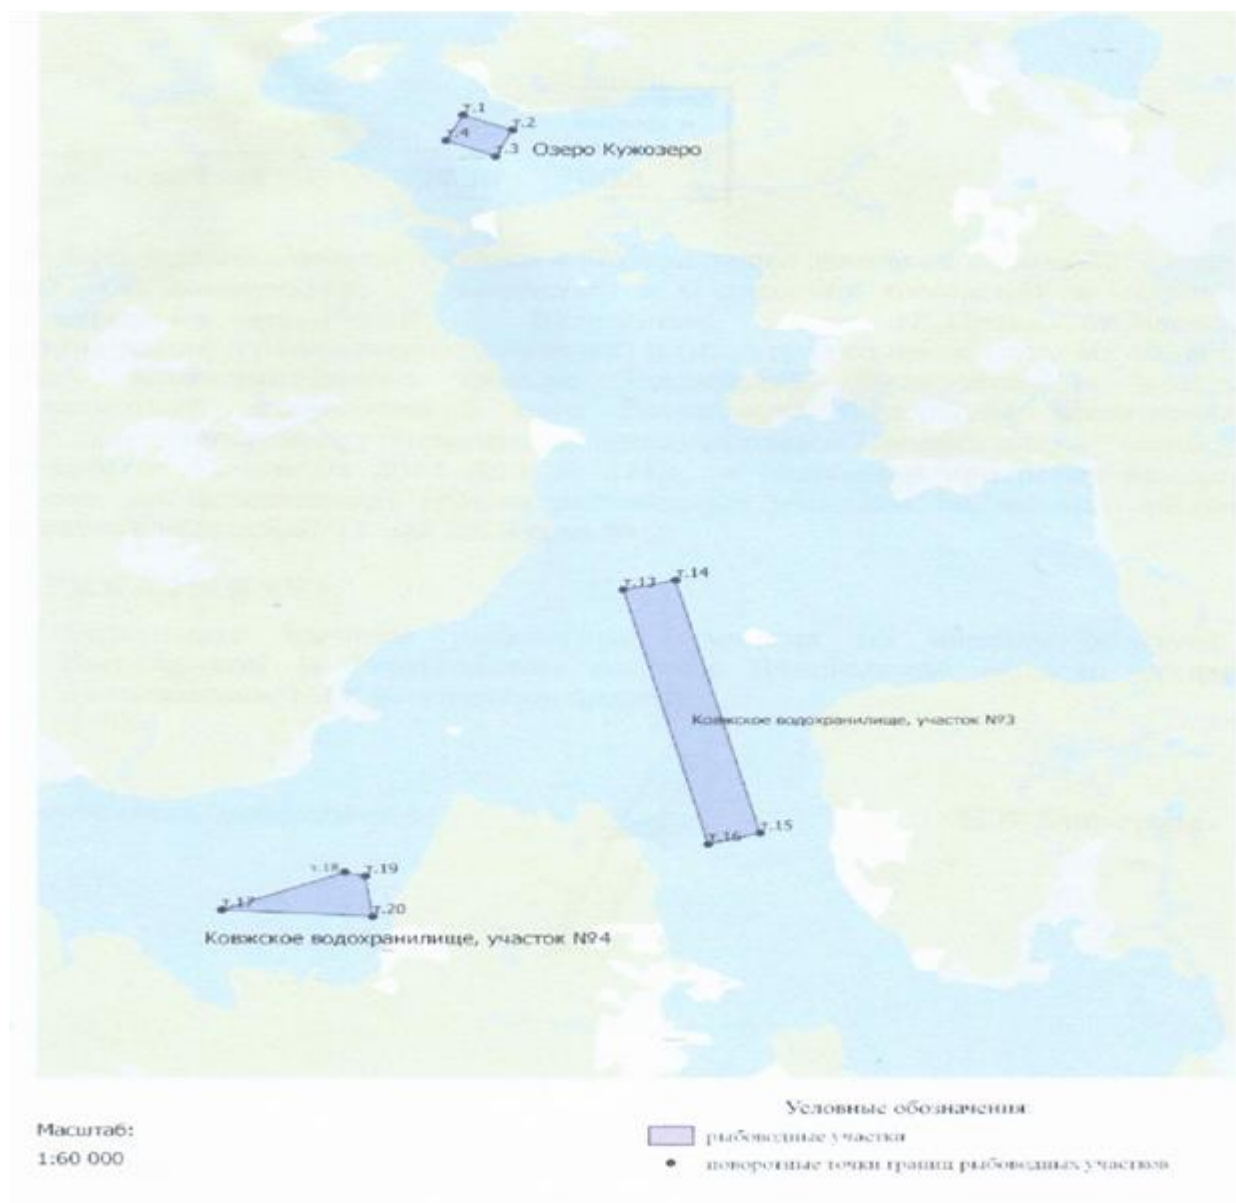 т.1
т.2
т.4
т.3 Озеро Кужозеро
т.13
т.14
Ковжское водохранилище, участок №3
т.15
т.16
т.18
т.19
т.17
т.20
Ковжское водохранилище, участок №4
Условные обозначения
Масштаб:
рыбоводные участки
1:60 000
поворотные точки границ рыбоводных участков